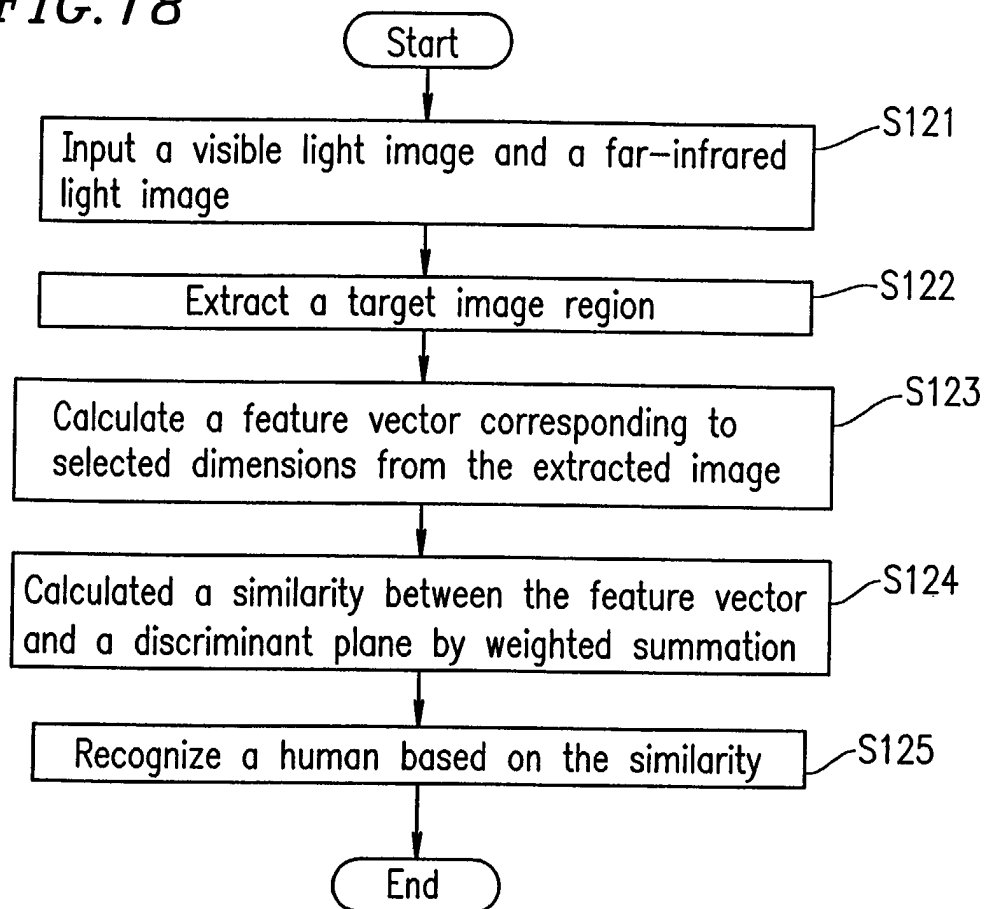 FIG. 18
Start
S121
Input a visible light image and a far-infrared
light image
S122
Extract a target image region
S123
Calculate a feature vector corresponding to
selected dimensions from the extracted image
S124
Calculated a similarity between the feature vector
and a discriminant plane by weighted summation
S125
Recognize a human based on the similarity
End